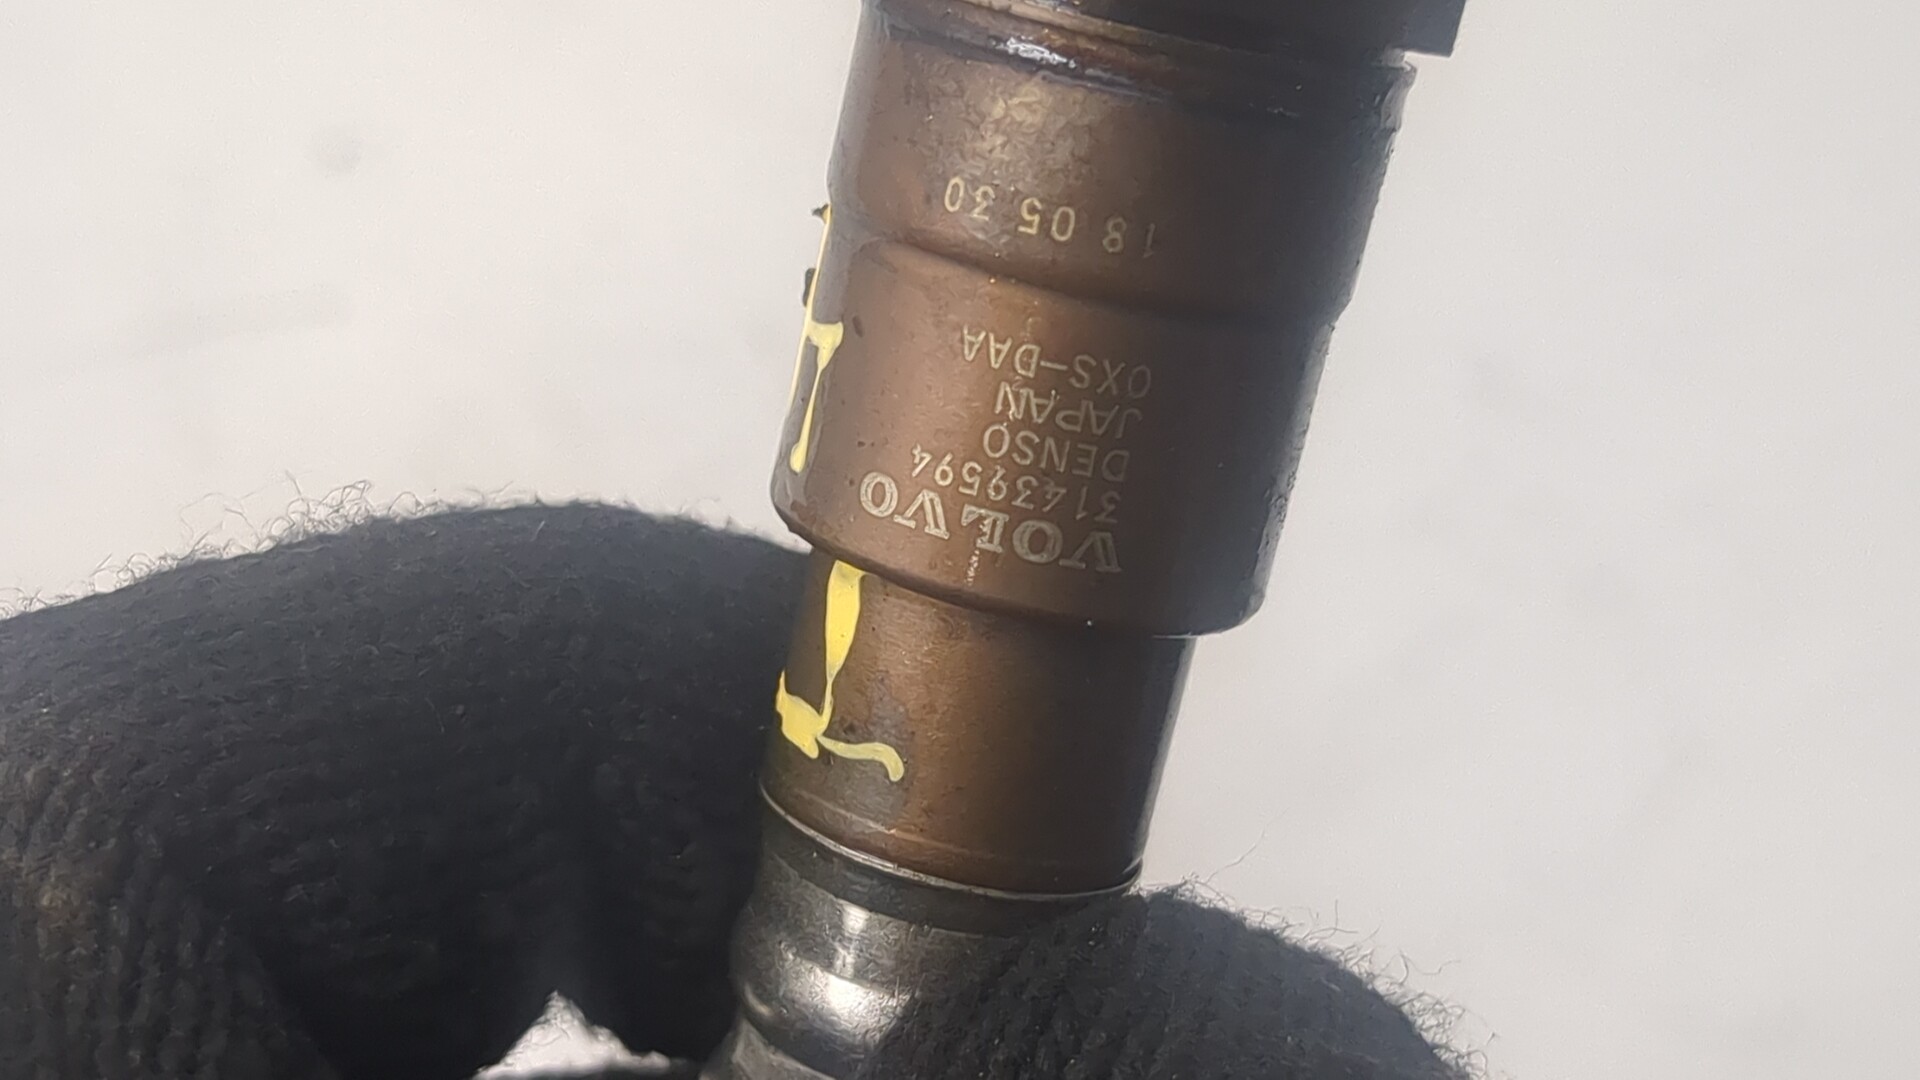 VOLVO
31439594
DENSO
JAPAN
OXS-DAA
18 05 30